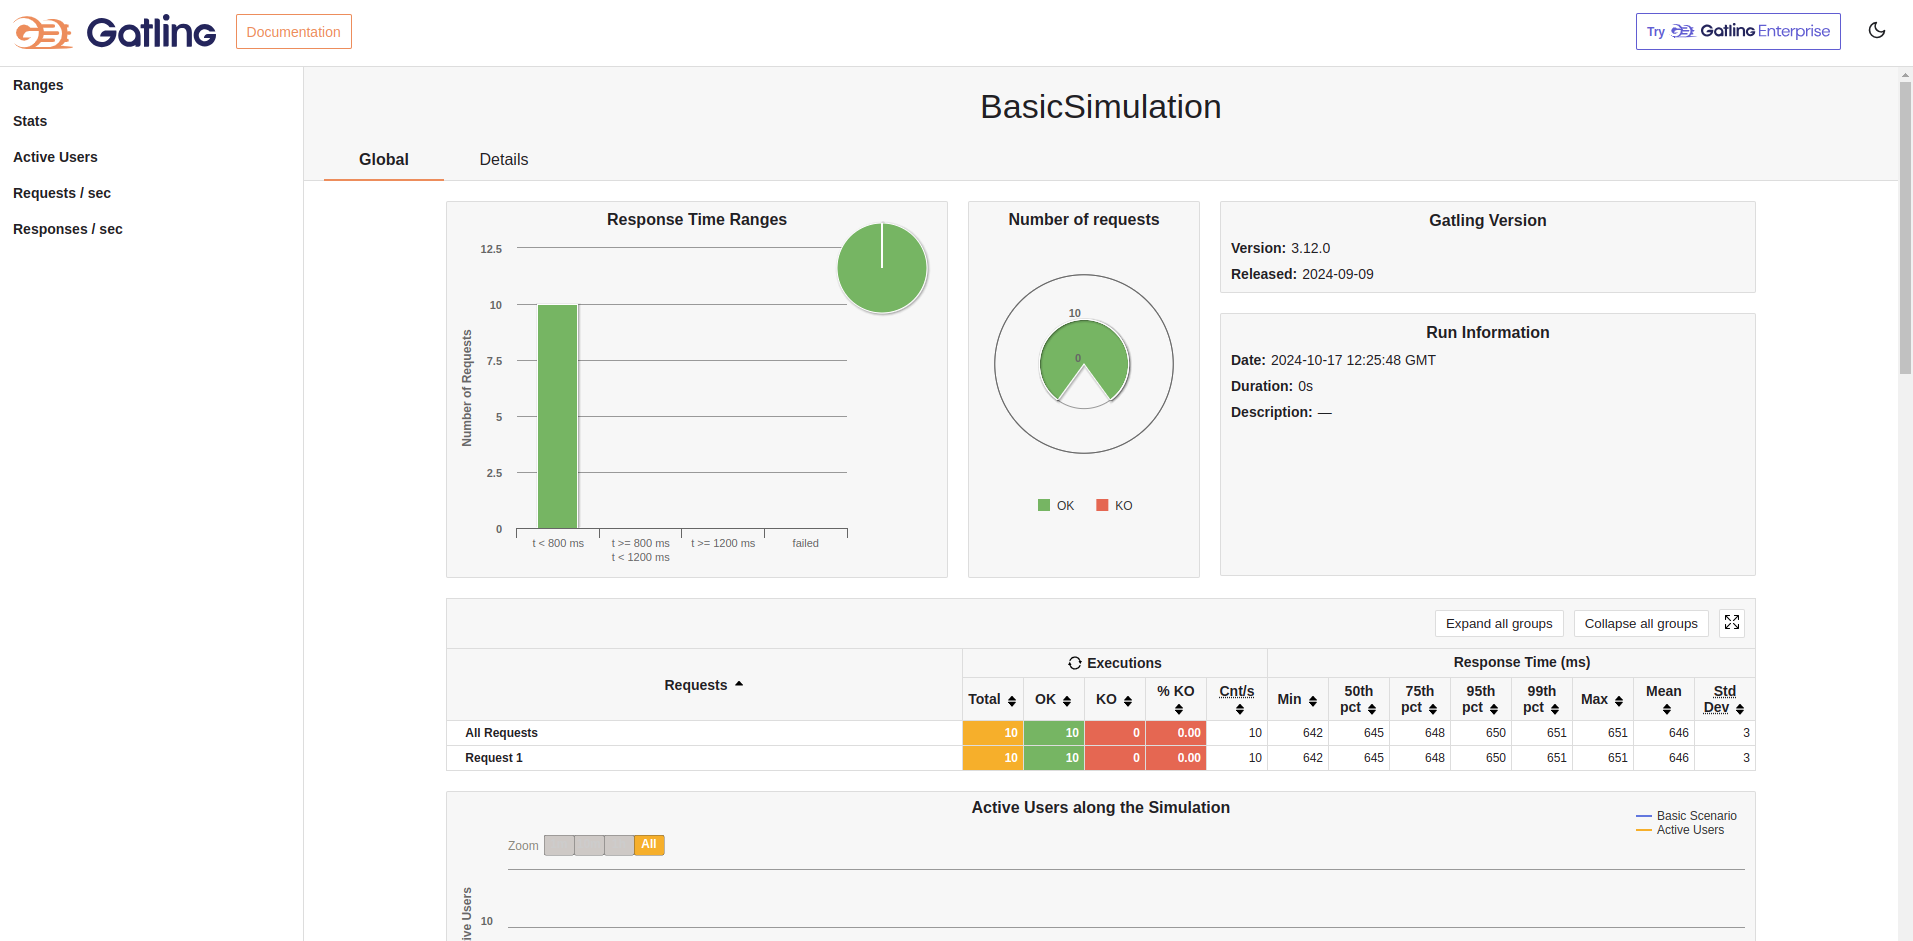 Gatling
Documentation
Try Gatling Enterprise
Ranges
Stats
Active Users
Requests / sec
Responses / sec
BasicSimulation
Global
Details
Response Time Ranges
12.5
10
7.5
5
2.5
0
Number of Requests
t < 800 ms
t >= 800 ms
t < 1200 ms
t >= 1200 ms
failed
Number of requests
10
0
OK
KO
Gatling Version
Version: 3.12.0
Released: 2024-09-09
Run Information
Date: 2024-10-17 12:25:48 GMT
Duration: 0s
Description: —
Expand all groups
Collapse all groups
Requests
Executions
Response Time (ms)
Total
OK
KO
% KO
Cnt/s
Min
50th
pct
75th
pct
95th
pct
99th
pct
Max
Mean
Std
Dev
All Requests 10 10 0 0.00 10 642 645 648 650 651 651 646 3
Request 1 10 10 0 0.00 10 642 645 648 650 651 651 646 3
Active Users along the Simulation
Basic Scenario
Active Users
Zoom
All
ive Users
10